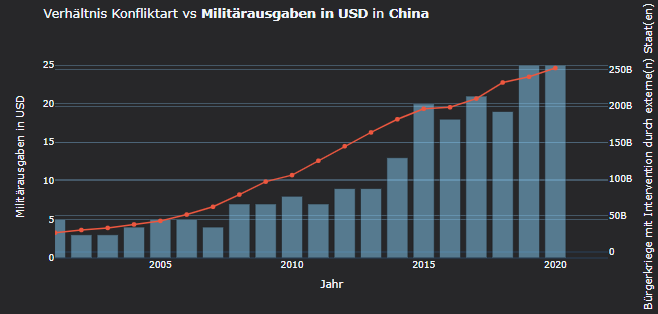 Verhältnis Konfliktart vs Militärausgaben in USD in China
Militärausgaben in USD
25
20
15
10
5
0
250B
200B
150B
100B
50B
0
Bürgerkriege mit Intervention durch externe(n) Staat(en)
2005
2010
2015
2020
Jahr